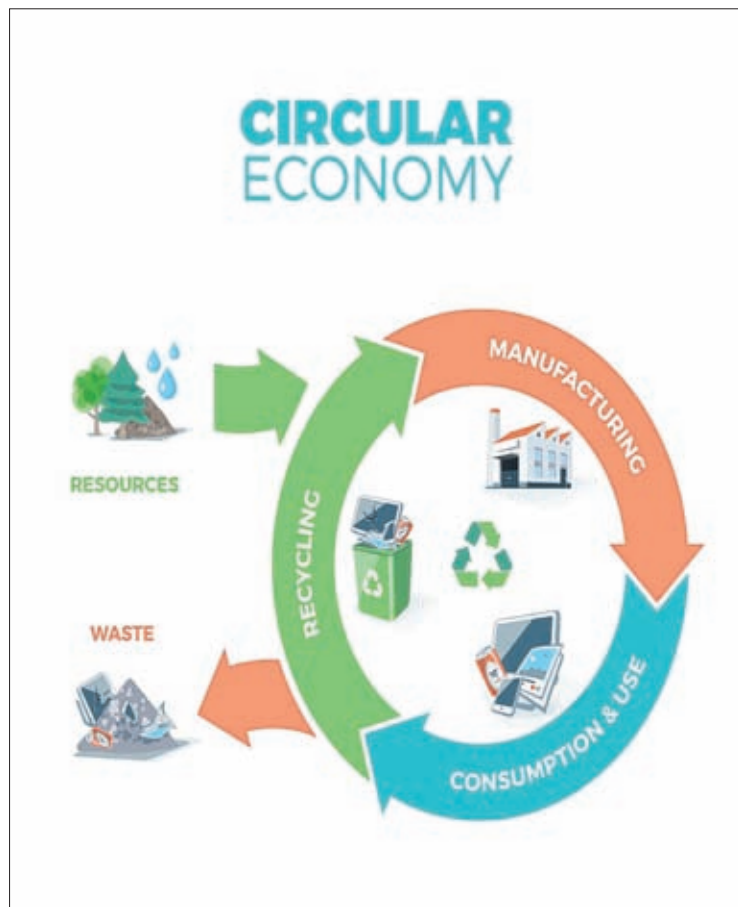 CIRCULAR
ECONOMY
MANUFACTURING
RESOURCES
RECYCLING
WASTE
CONSUMPTION & USE